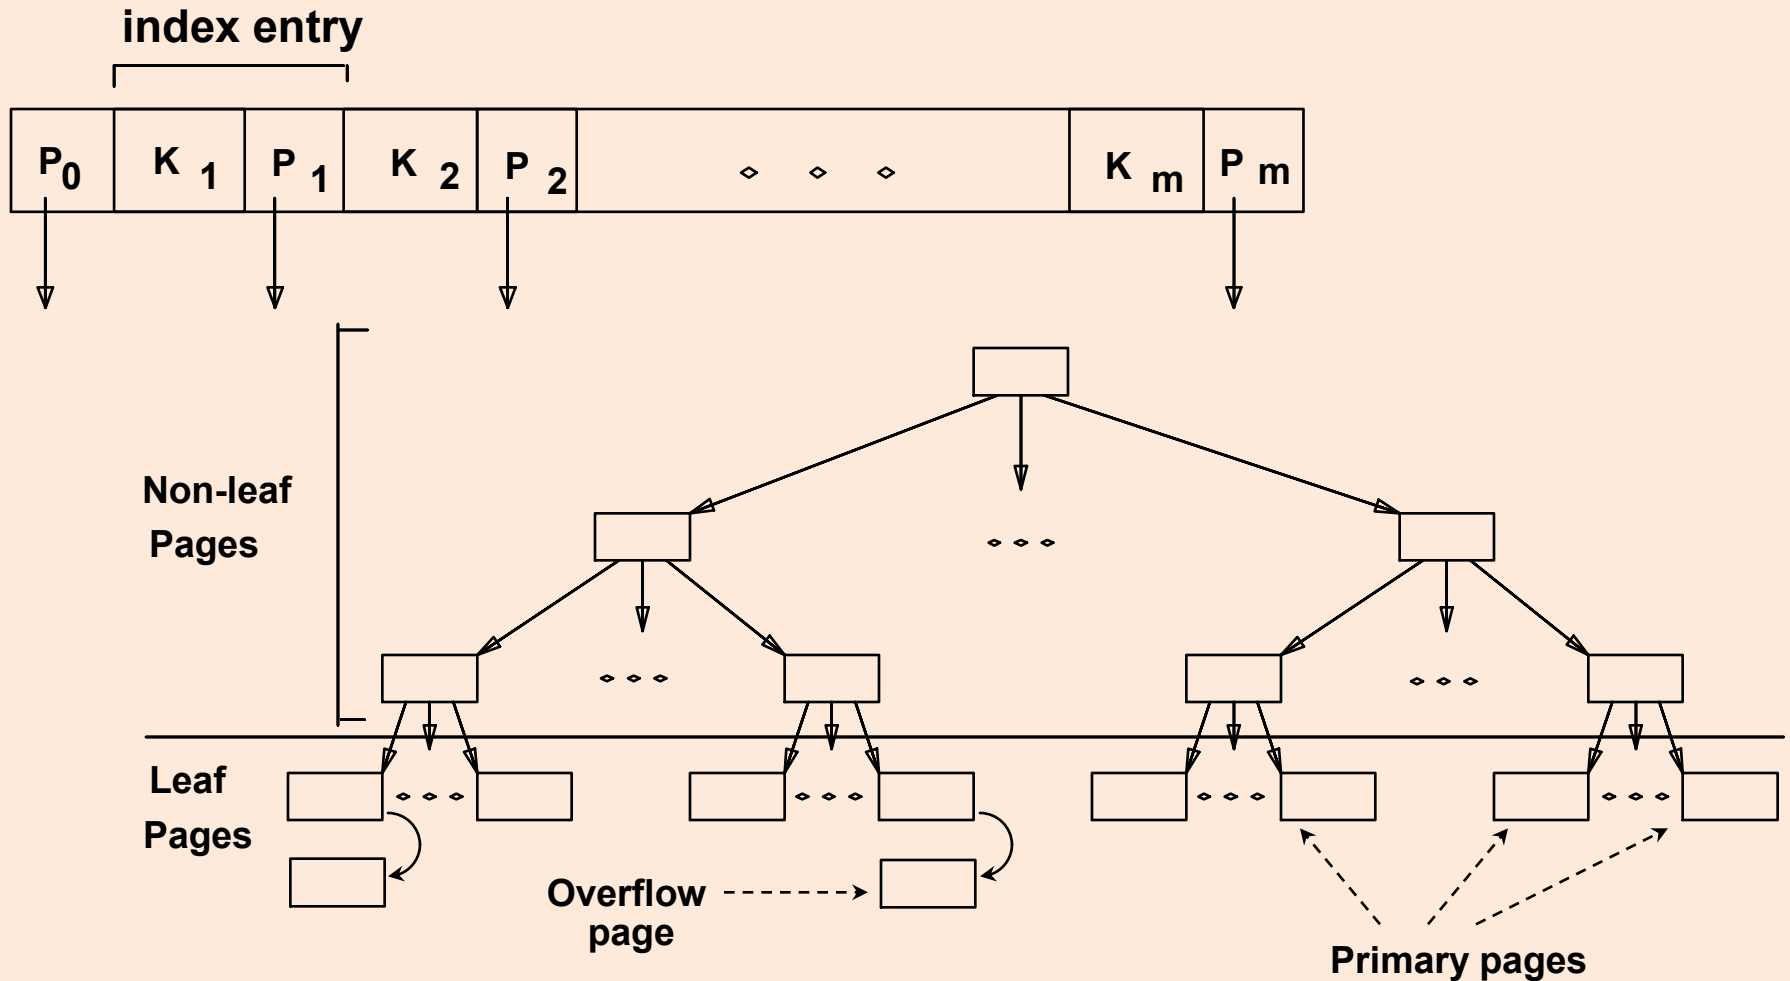 index entry
P0 K 1 P 1 K 2 P 2 K m P m
Non-leaf
Pages
Leaf
Pages
Overflow
page
Primary pages